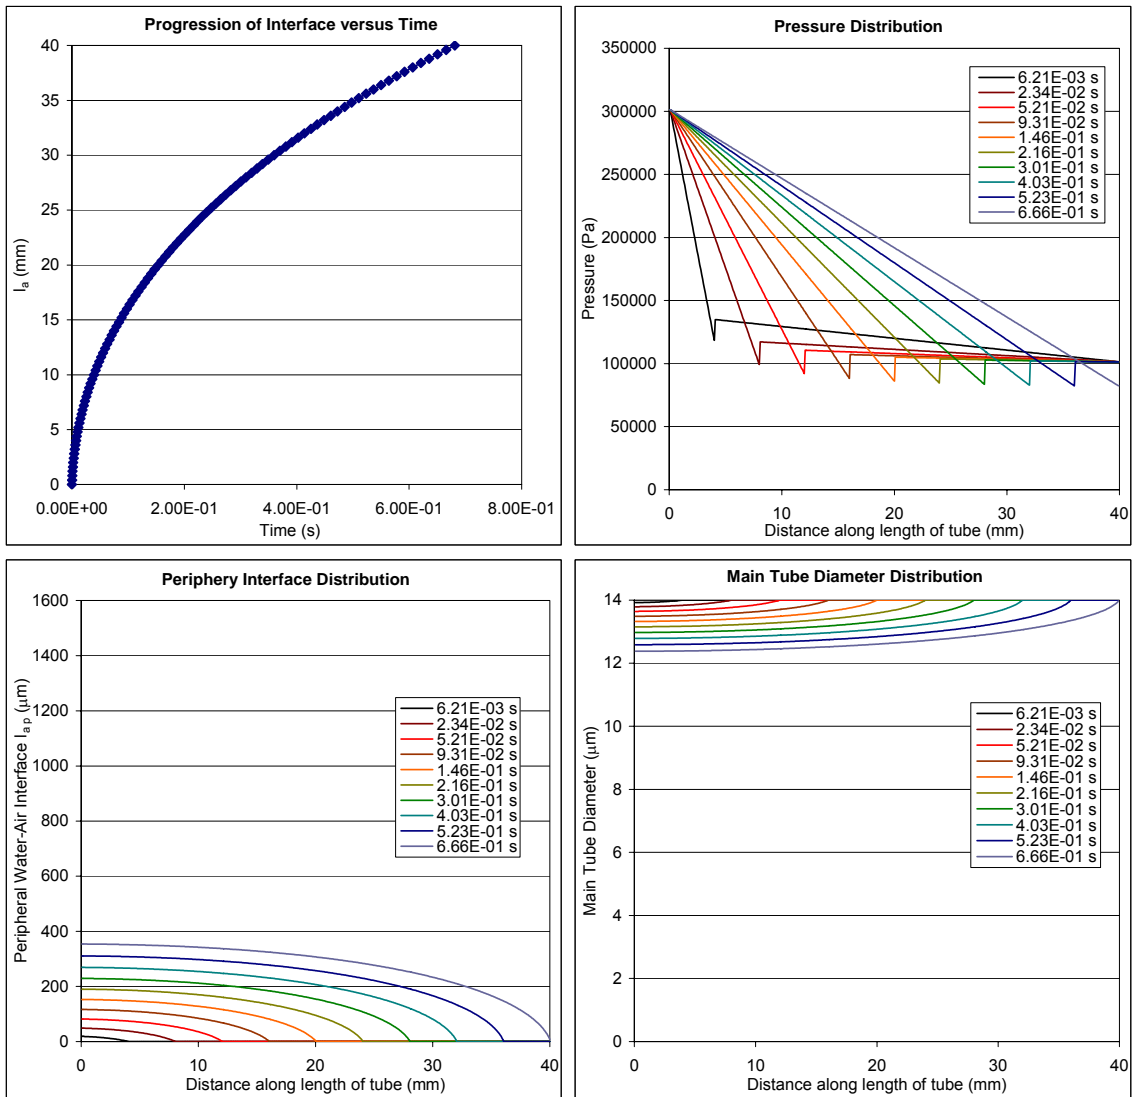 Progression of Interface versus Time
40
35
30
25
20
15
10
5
0
I_a (mm)
0.00E+00 2.00E-01 4.00E-01 6.00E-01 8.00E-01
Time (s)
Pressure Distribution
350000
300000
250000
200000
150000
100000
50000
0
Pressure (Pa)
6.21E-03 s
2.34E-02 s
5.21E-02 s
9.31E-02 s
1.46E-01 s
2.16E-01 s
3.01E-01 s
4.03E-01 s
5.23E-01 s
6.66E-01 s
0 10 20 30 40
Distance along length of tube (mm)
Periphery Interface Distribution
1600
1400
1200
1000
800
600
400
200
0
Peripheral Water-Air Interface I_ap (μm)
6.21E-03 s
2.34E-02 s
5.21E-02 s
9.31E-02 s
1.46E-01 s
2.16E-01 s
3.01E-01 s
4.03E-01 s
5.23E-01 s
6.66E-01 s
0 10 20 30 40
Distance along length of tube (mm)
Main Tube Diameter Distribution
14
12
10
8
6
4
2
0
Main Tube Diameter (μm)
6.21E-03 s
2.34E-02 s
5.21E-02 s
9.31E-02 s
1.46E-01 s
2.16E-01 s
3.01E-01 s
4.03E-01 s
5.23E-01 s
6.66E-01 s
0 10 20 30 40
Distance along length of tube (mm)